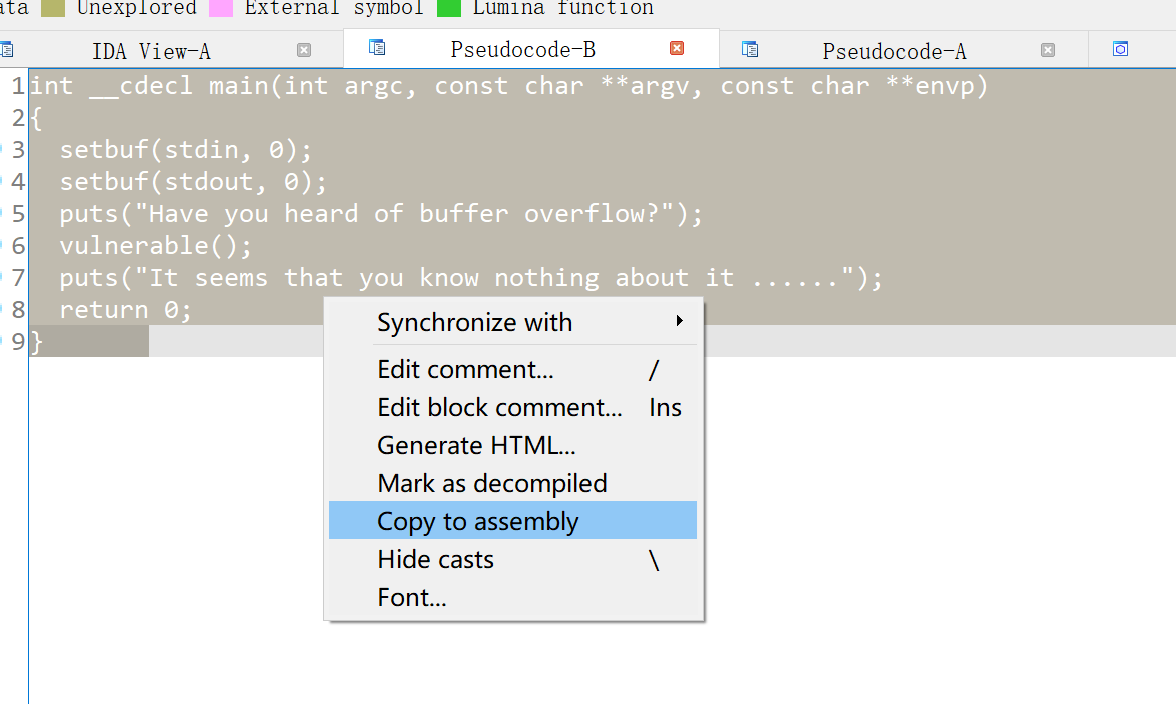 ata Unexplored External symbol Lumina function
IDA View-A Pseudocode-B Pseudocode-A
1 int __cdecl main(int argc, const char **argv, const char **envp)
2 {
3   setbuf(stdin, 0);
4   setbuf(stdout, 0);
5   puts("Have you heard of buffer overflow?");
6   vulnerable();
7   puts("It seems that you know nothing about it ......");
8   return 0;
9 }
Synchronize with
Edit comment... /
Edit block comment... Ins
Generate HTML...
Mark as decompiled
Copy to assembly
Hide casts \
Font...